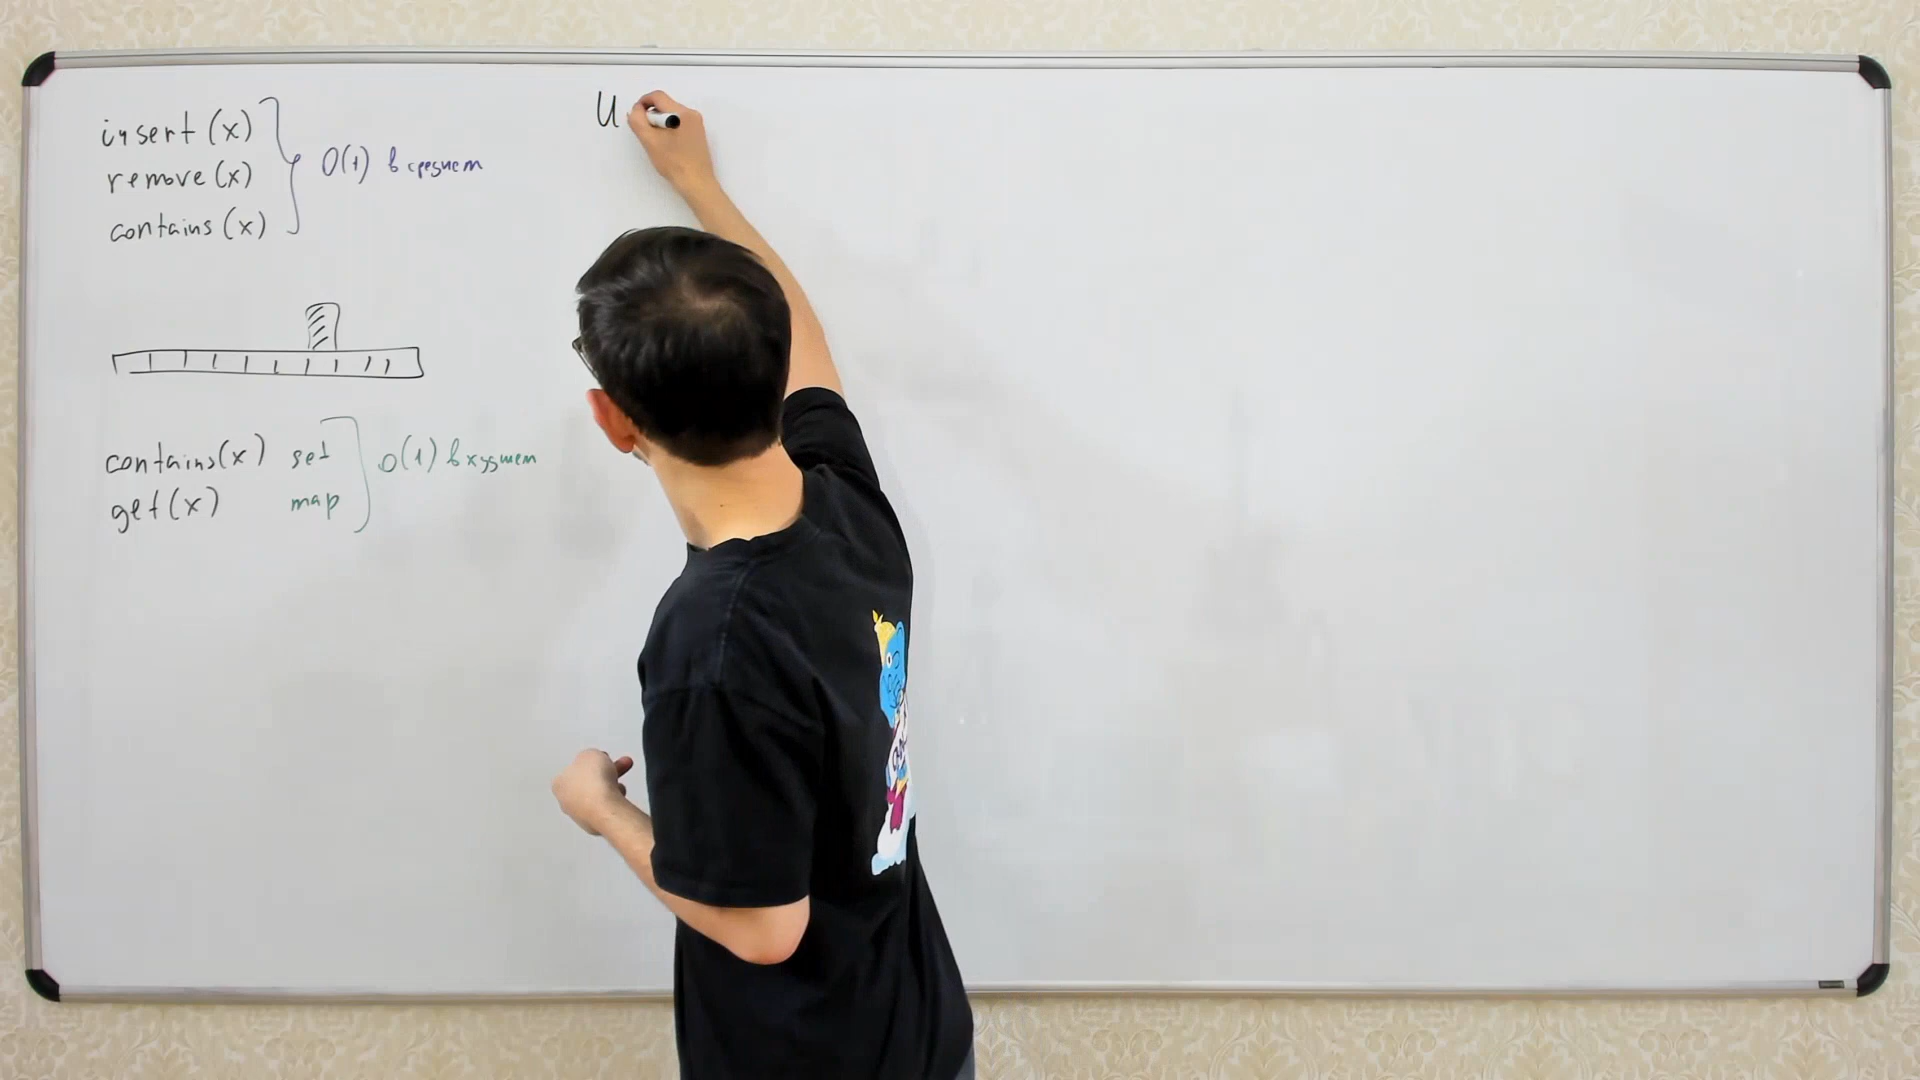 insert (x)
remove (x)
contains (x)
O(1) в среднем
contains(x) set
get(x) map
O(1) в худшем
U